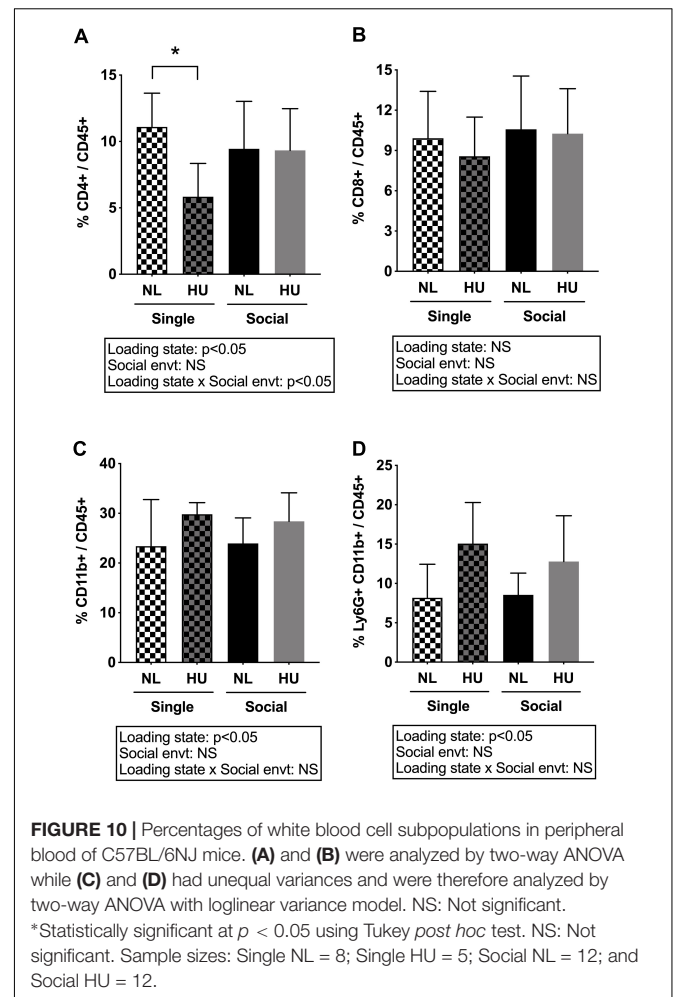 A
*
15
10
5
0
% CD4+ / CD45+
NL HU NL HU
Single Social
Loading state: p<0.05
Social envt: NS
Loading state x Social envt: p<0.05
B
15
12
9
6
3
0
% CD8+ / CD45+
NL HU NL HU
Single Social
Loading state: NS
Social envt: NS
Loading state x Social envt: NS
C
40
30
20
10
0
% CD11b+ / CD45+
NL HU NL HU
Single Social
Loading state: p<0.05
Social envt: NS
Loading state x Social envt: NS
D
25
20
15
10
5
0
% Ly6G+ CD11b+ / CD45+
NL HU NL HU
Single Social
Loading state: p<0.05
Social envt: NS
Loading state x Social envt: NS
FIGURE 10 | Percentages of white blood cell subpopulations in peripheral
blood of C57BL/6NJ mice. (A) and (B) were analyzed by two-way ANOVA
while (C) and (D) had unequal variances and were therefore analyzed by
two-way ANOVA with loglinear variance model. NS: Not significant.
*Statistically significant at p < 0.05 using Tukey post hoc test. NS: Not
significant. Sample sizes: Single NL = 8; Single HU = 5; Social NL = 12; and
Social HU = 12.